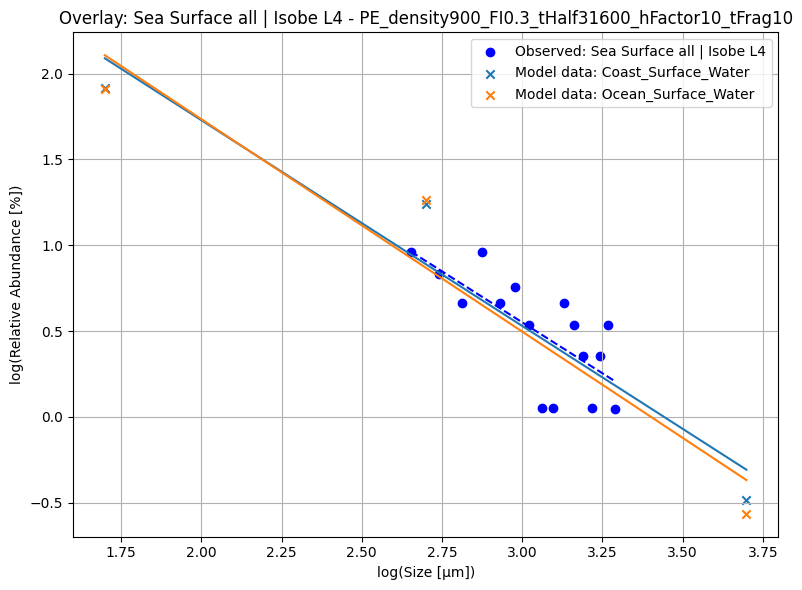 Overlay: Sea Surface all | Isobe L4 - PE_density900_FI0.3_tHalf31600_hFactor10_tFrag10
Observed: Sea Surface all | Isobe L4
Model data: Coast_Surface_Water
Model data: Ocean_Surface_Water
log(Relative Abundance [%])
2.0
1.5
1.0
0.5
0.0
−0.5
1.75 2.00 2.25 2.50 2.75 3.00 3.25 3.50 3.75
log(Size [μm])